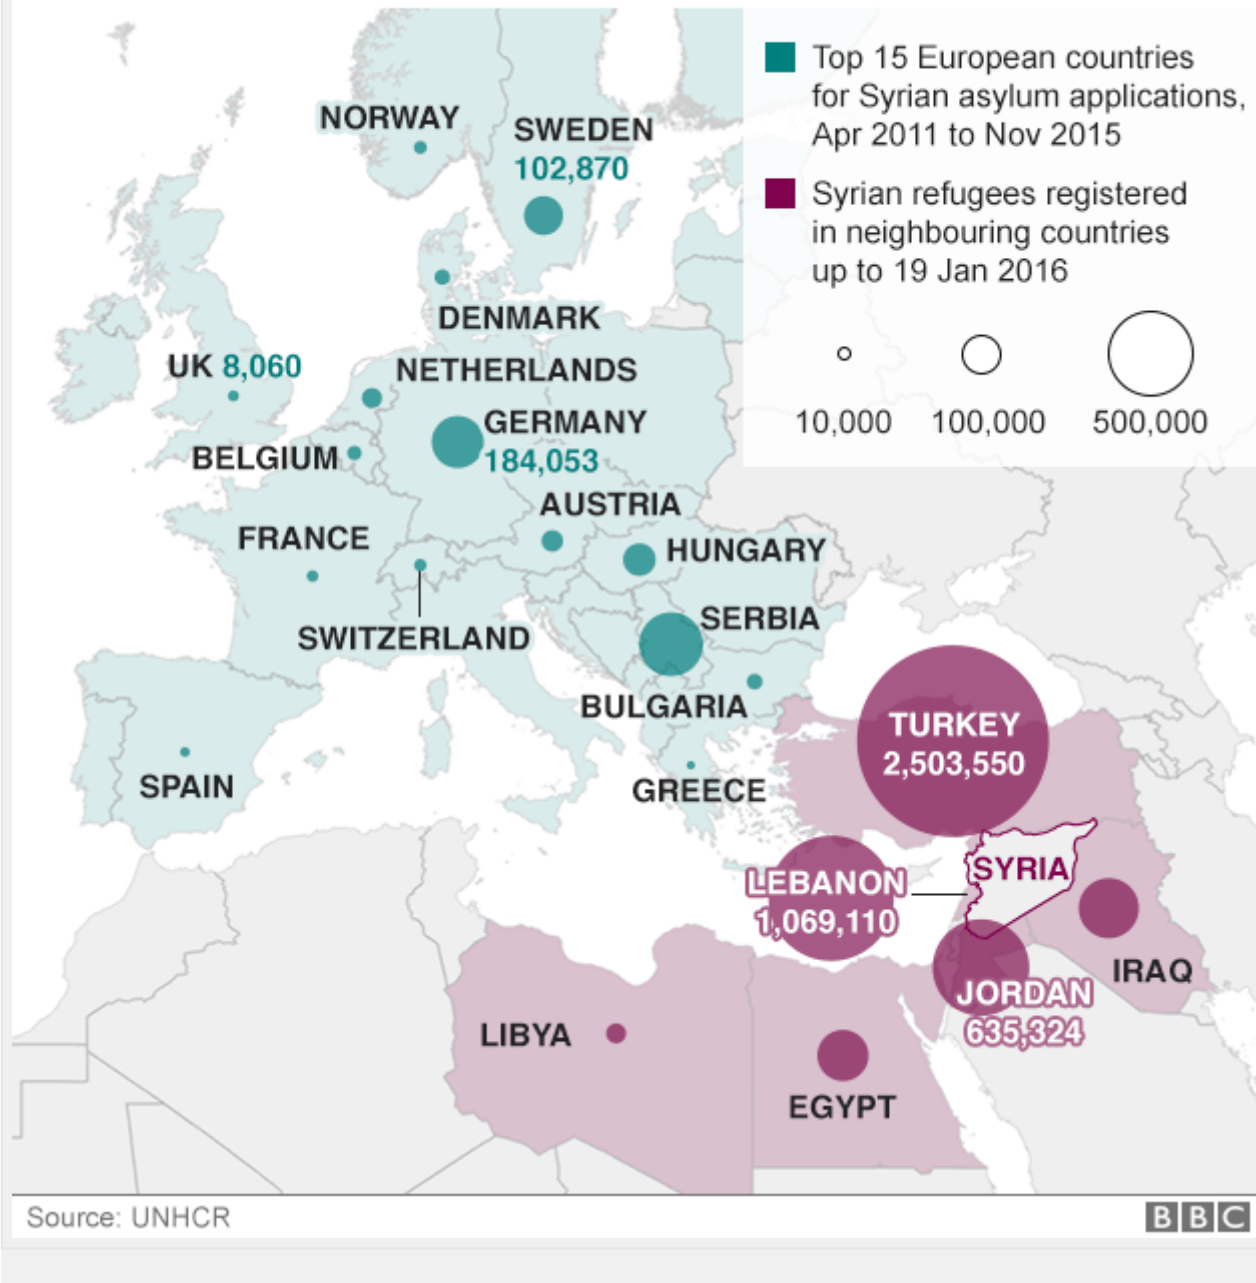 Top 15 European countries
for Syrian asylum applications,
Apr 2011 to Nov 2015
Syrian refugees registered
in neighbouring countries
up to 19 Jan 2016
10,000 100,000 500,000
NORWAY
SWEDEN
102,870
DENMARK
UK 8,060
NETHERLANDS
GERMANY
184,053
BELGIUM
AUSTRIA
FRANCE
HUNGARY
SERBIA
SWITZERLAND
BULGARIA
TURKEY
2,503,550
SPAIN
GREECE
SYRIA
LEBANON
1,069,110
IRAQ
JORDAN
635,324
LIBYA
EGYPT
Source: UNHCR
BBC